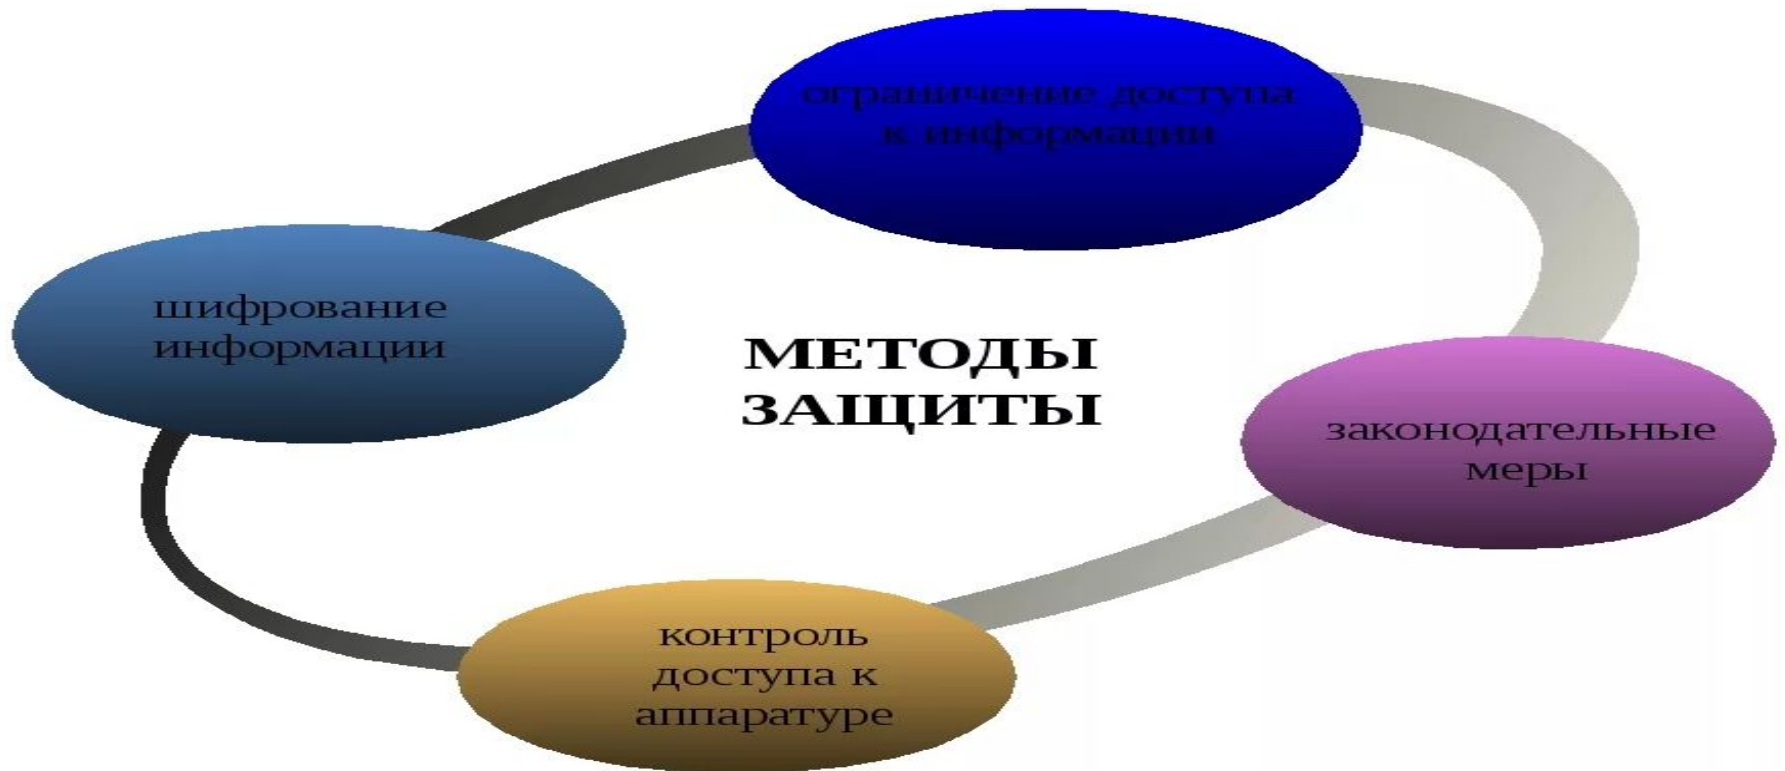 ограничение доступа
к информации
шифрование
информации
МЕТОДЫ
ЗАЩИТЫ
законодательные
меры
контроль
доступа к
аппаратуре